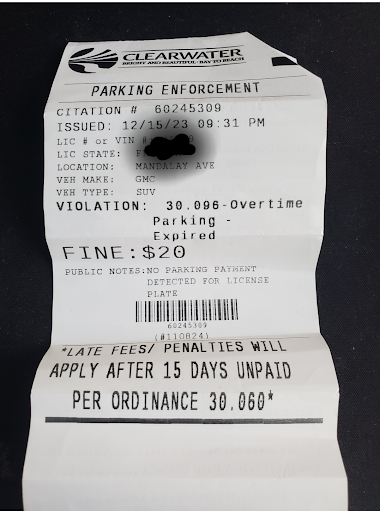 CLEARWATER
BRIGHT AND BEAUTIFUL • BAY TO BEACH
PARKING ENFORCEMENT
CITATION # 60245309
ISSUED: 12/15/23 09:31 PM
LIC # or VIN #:
LIC STATE: F
LOCATION: MANDALAY AVE
VEH MAKE: GMC
VEH TYPE: SUV
VIOLATION: 30.096-Overtime
Parking -
Expired
FINE:$20
PUBLIC NOTES:NO PARKING PAYMENT
DETECTED FOR LICENSE
PLATE
60245309
(#110824)
*LATE FEES/ PENALTIES WILL
APPLY AFTER 15 DAYS UNPAID
PER ORDINANCE 30.060*